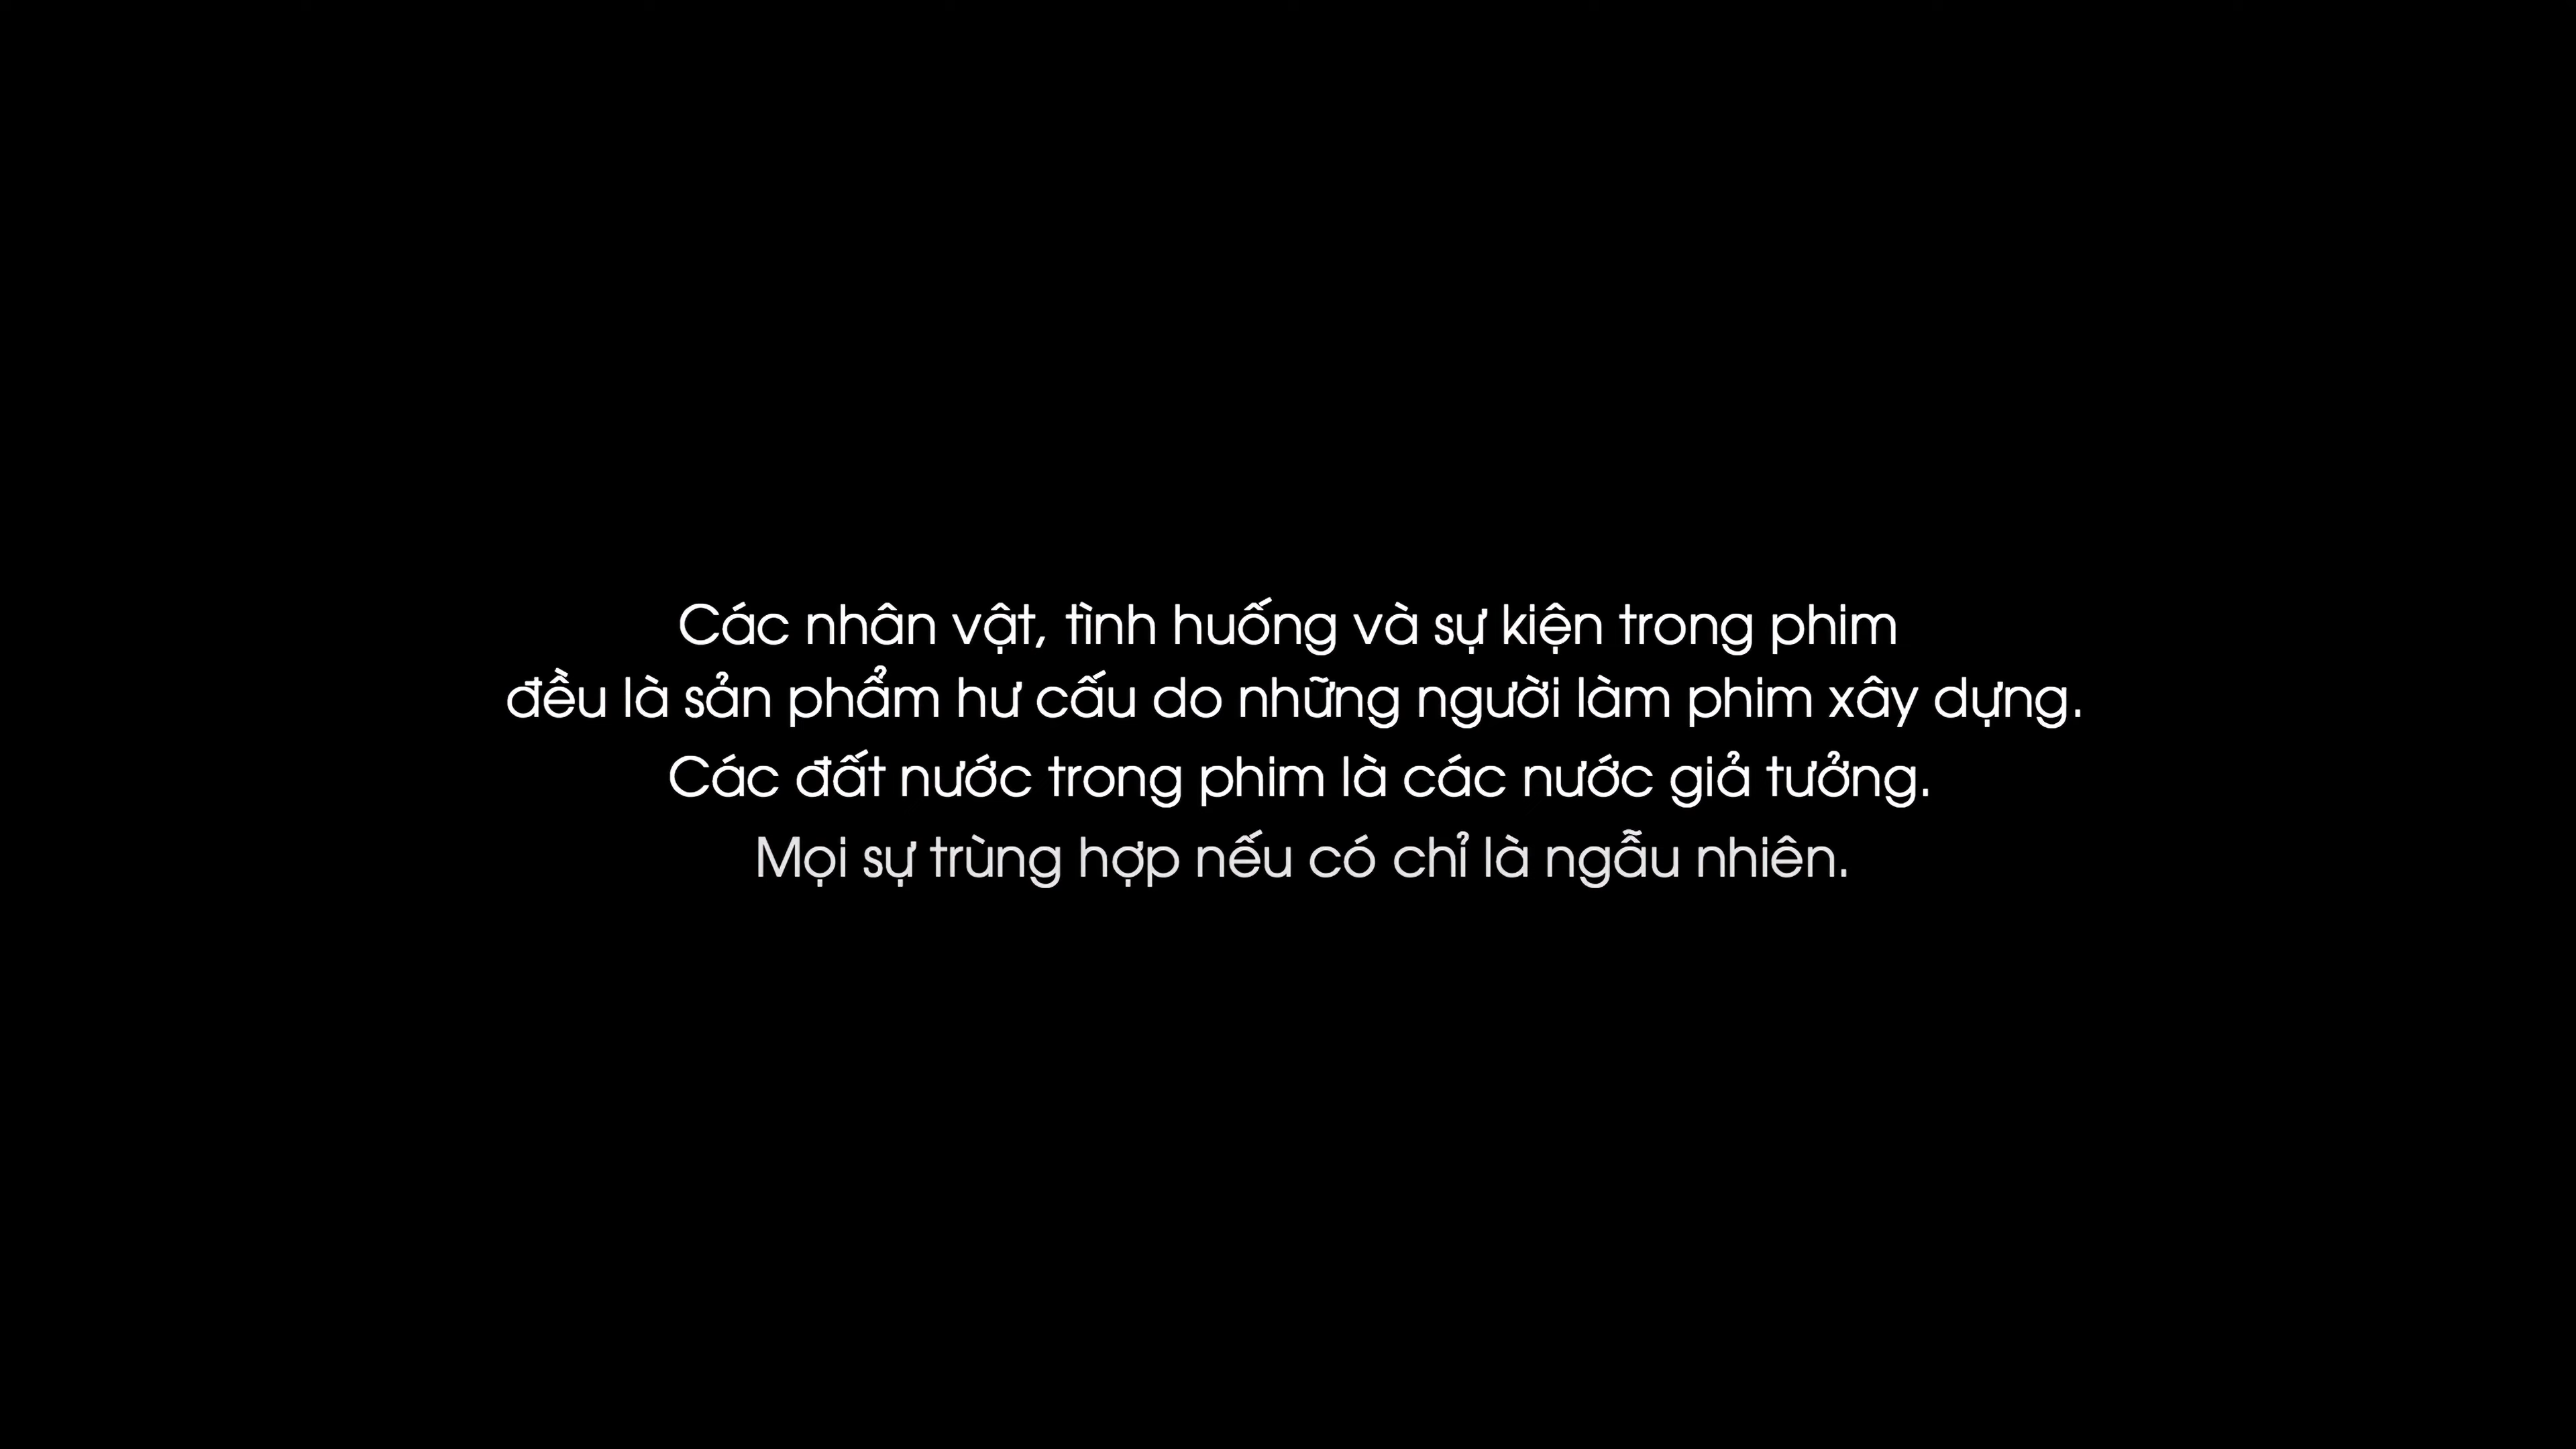 Các nhân vật, tình huống và sự kiện trong phim
đều là sản phẩm hư cấu do những người làm phim xây dựng.
Các đất nước trong phim là các nước giả tưởng.
Mọi sự trùng hợp nếu có chỉ là ngẫu nhiên.